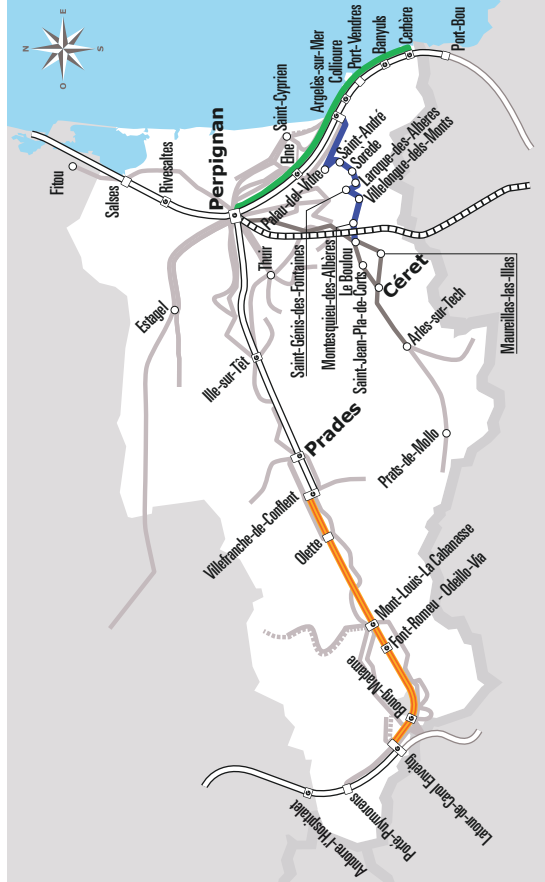 N
E
S
O
Fitou
Salses
Rivesaltes
Perpignan
Saint-Cyprien
Elne
Argelès-sur-Mer
Collioure
Port-Vendres
Banyuls
Cerbère
Port-Bou
Palau-del-Vidre
Saint-André
Sorède
Laroque-des-Albères
Villelongue-dels-Monts
Saint-Génis-des-Fontaines
Montesquieu-des-Albères
Le Boulou
Saint-Jean-Pla-de-Corts
Céret
Maureillas-las-Illas
Arles-sur-Tech
Prats-de-Mollo
Thuir
Estagel
Ille-sur-Têt
Prades
Villefranche-de-Conflent
Olette
Mont-Louis-La Cabanasse
Font-Romeu - Odeillo-Via
Bourg-Madame
Latour-de-Carol Enveitg
Porté-Puymorens
Andorre-l'Hospitalet